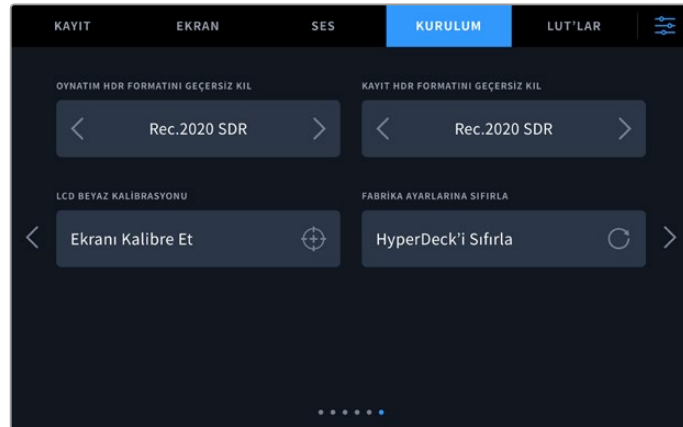 KAYIT EKRAN SES KURULUM LUT'LAR
OYNATIM HDR FORMATINI GEÇERSİZ KIL KAYIT HDR FORMATINI GEÇERSİZ KIL
Rec.2020 SDR Rec.2020 SDR
LCD BEYAZ KALİBRASYONU FABRİKA AYARLARINA SIFIRLA
Ekranı Kalibre Et HyperDeck'i Sıfırla